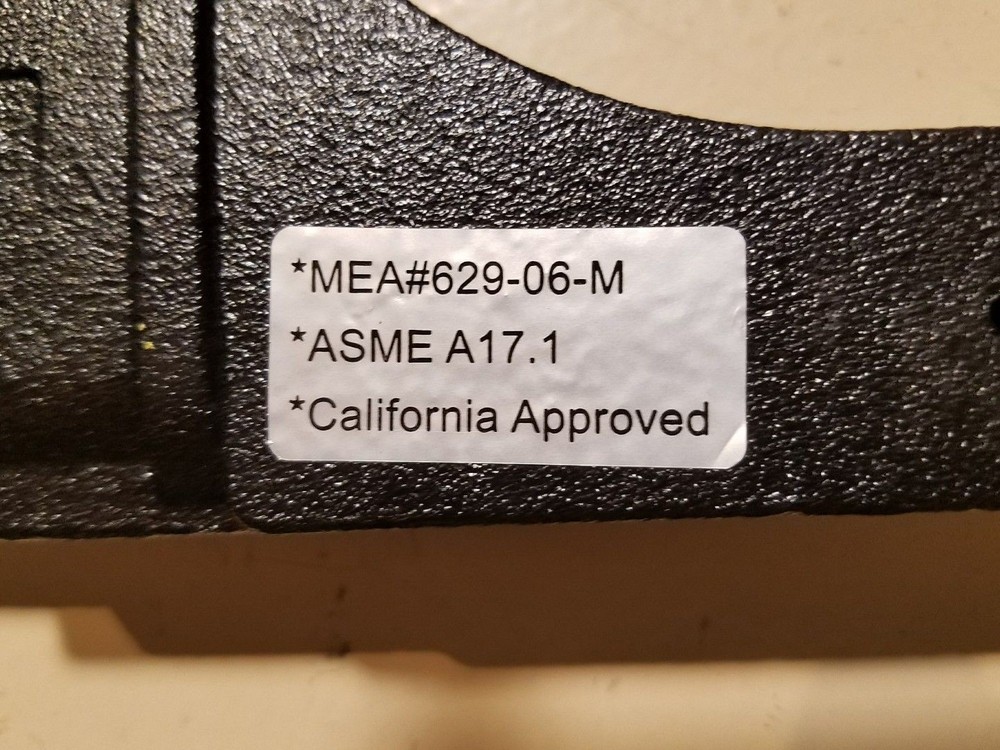 *MEA#629-06-M
*ASME A17.1
*California Approved